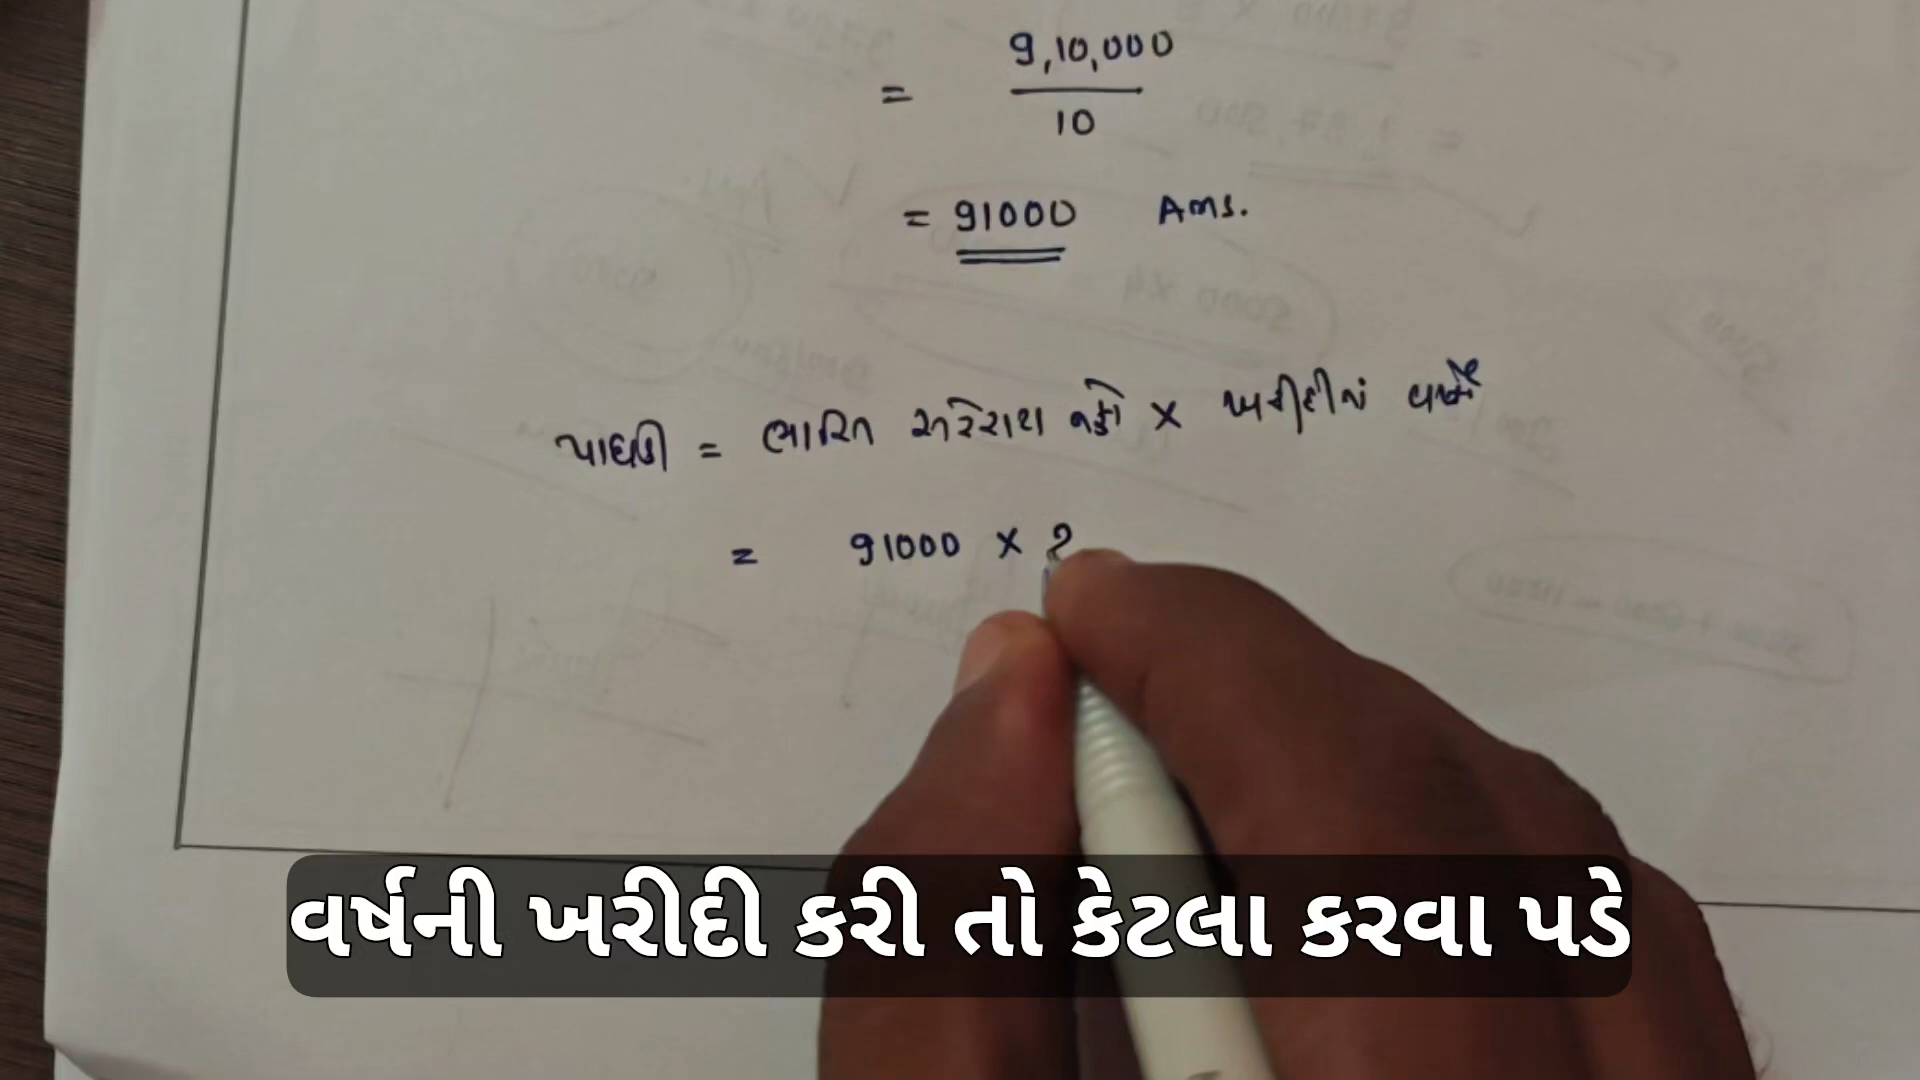 = 9,10,000
10
= 91000 Ans.
પાઘડી = ભારિત સરેરાશ નફો × ખરીદીનાં વર્ષો
= 91000 × 2
વર્ષની ખરીદી કરી તો કેટલા કરવા પડે